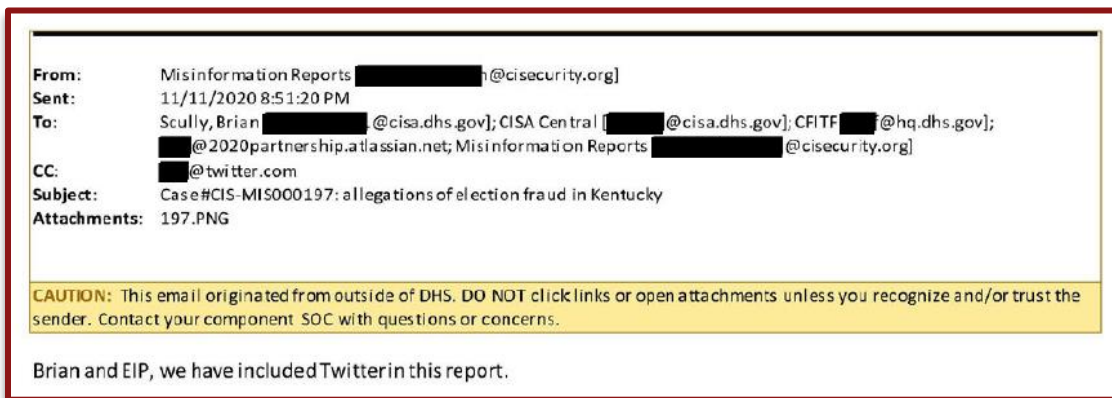 From: Misinformation Reports @cisecurity.org]
Sent: 11/11/2020 8:51:20 PM
To: Scully, Brian @cisa.dhs.gov]; CISA Central [ @cisa.dhs.gov]; CFITF @hq.dhs.gov];
@2020partnership.atlassian.net; Misinformation Reports @cisecurity.org]
CC: @twitter.com
Subject: Case #CIS-MIS000197: allegations of election fraud in Kentucky
Attachments: 197.PNG
CAUTION: This email originated from outside of DHS. DO NOT click links or open attachments unless you recognize and/or trust the
sender. Contact your component SOC with questions or concerns.
Brian and EIP, we have included Twitter in this report.